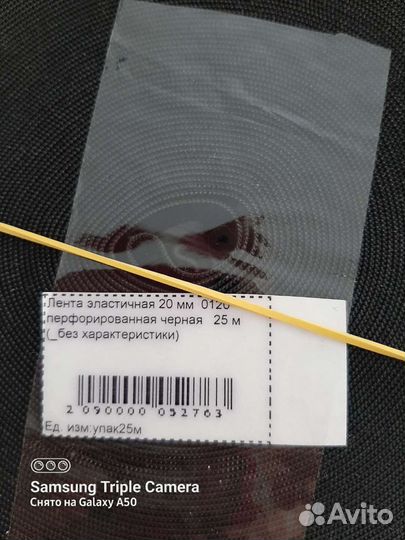 Лента эластичная 20 мм 0120
перфорированная черная 25 м
(_без характеристики)
2 090000 052763
Ед. изм:упак25м
Samsung Triple Camera
Снято на Galaxy A50
Avito